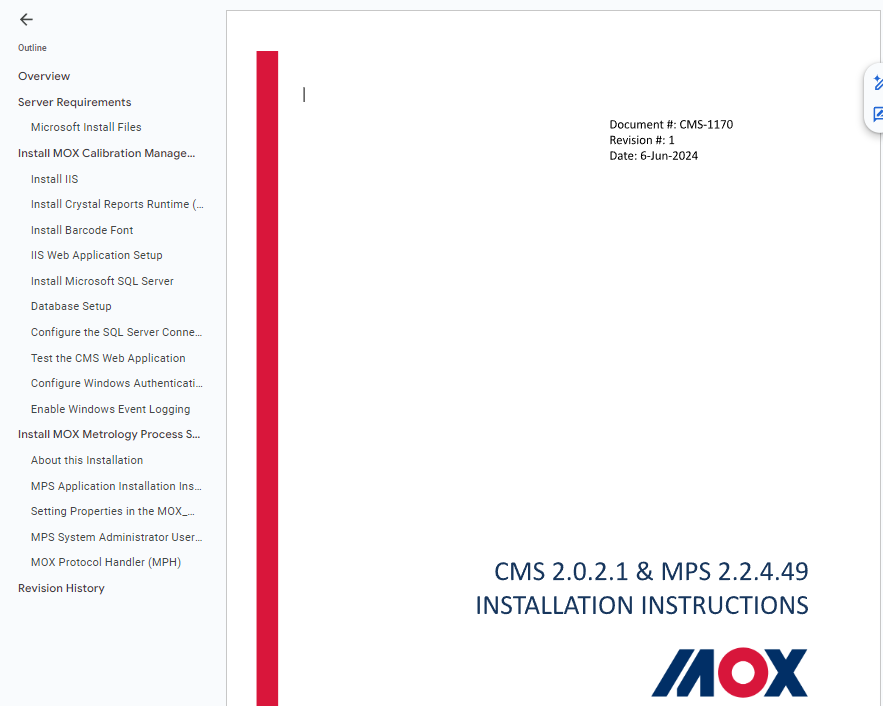 Outline
Overview
Server Requirements
Microsoft Install Files
Install MOX Calibration Manage...
Install IIS
Install Crystal Reports Runtime (...
Install Barcode Font
IIS Web Application Setup
Install Microsoft SQL Server
Database Setup
Configure the SQL Server Conne...
Test the CMS Web Application
Configure Windows Authenticati...
Enable Windows Event Logging
Install MOX Metrology Process S...
About this Installation
MPS Application Installation Ins...
Setting Properties in the MOX_...
MPS System Administrator User...
MOX Protocol Handler (MPH)
Revision History
Document #: CMS-1170
Revision #: 1
Date: 6-Jun-2024
CMS 2.0.2.1 & MPS 2.2.4.49
INSTALLATION INSTRUCTIONS
MOX